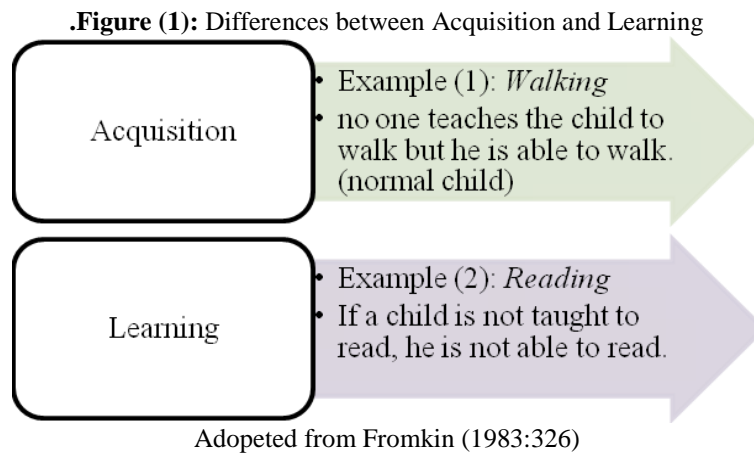 .Figure (1): Differences between Acquisition and Learning
Acquisition
• Example (1): Walking
• no one teaches the child to
walk but he is able to walk.
(normal child)
Learning
• Example (2): Reading
• If a child is not taught to
read, he is not able to read.
Adopeted from Fromkin (1983:326)